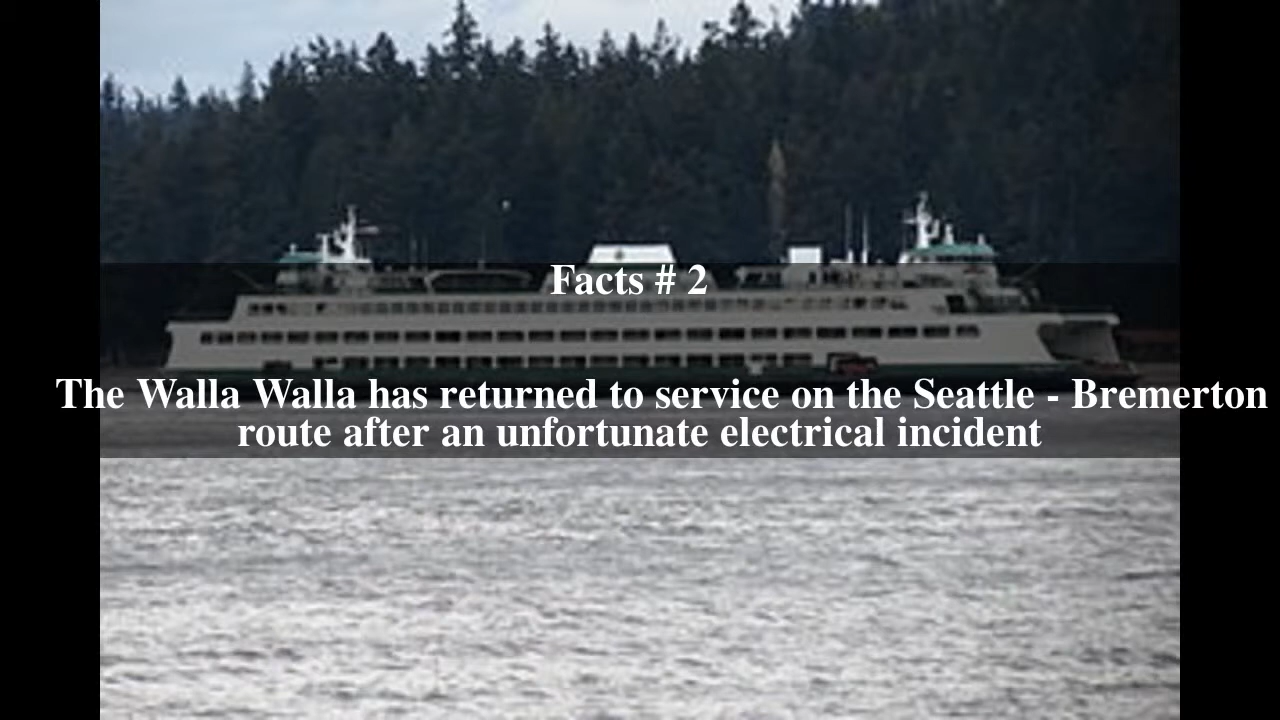 Facts # 2
The Walla Walla has returned to service on the Seattle - Bremerton
route after an unfortunate electrical incident